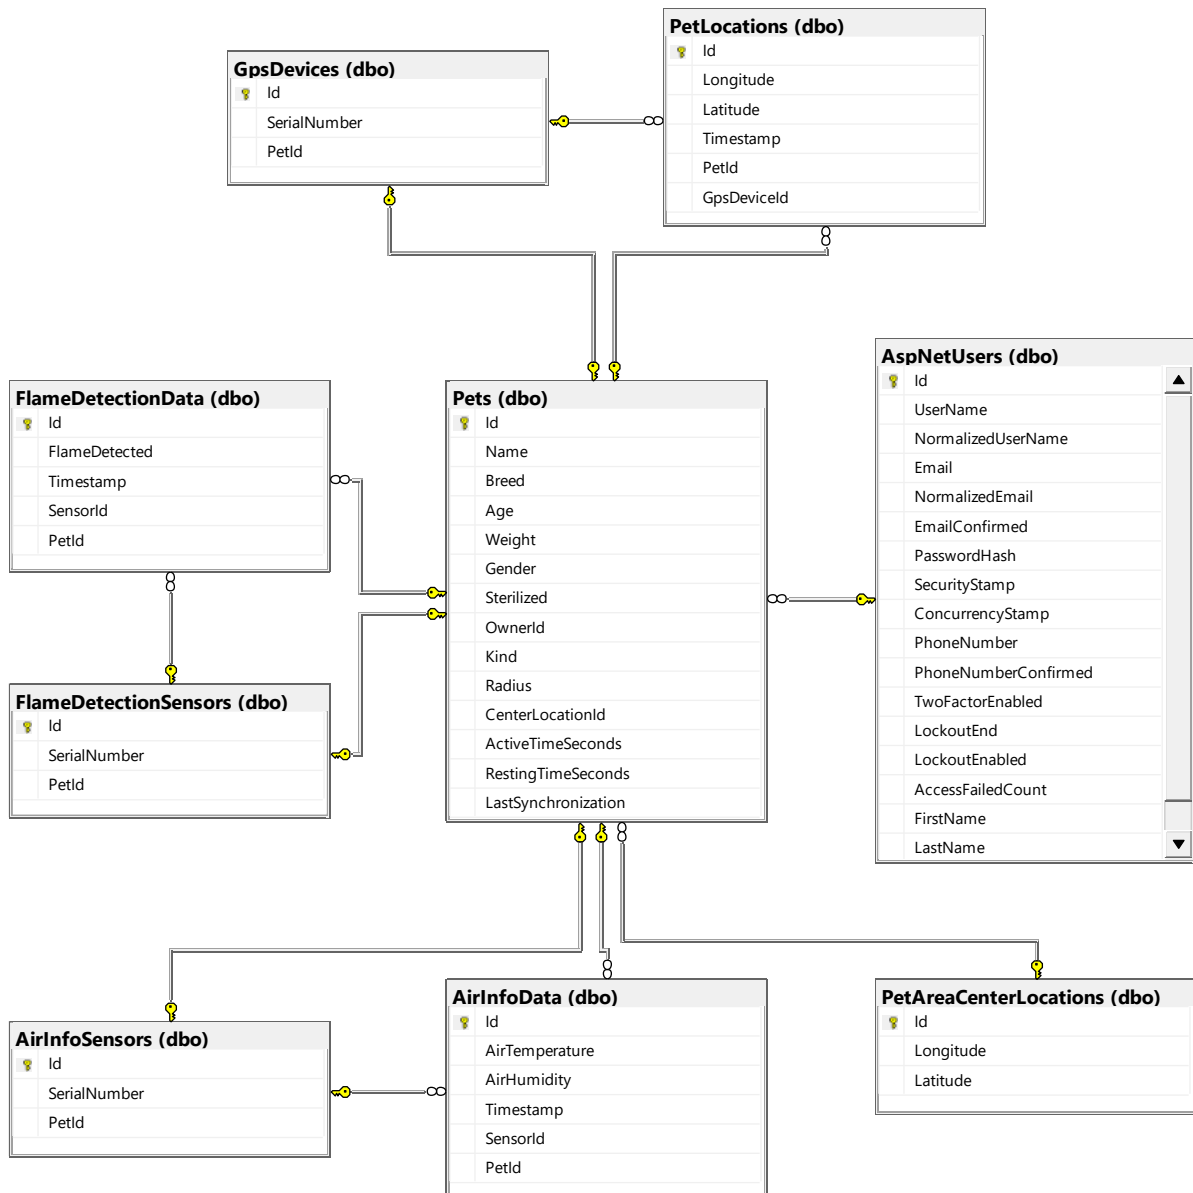 PetLocations (dbo)
Id
Longitude
Latitude
Timestamp
PetId
GpsDeviceId
GpsDevices (dbo)
Id
SerialNumber
PetId
AspNetUsers (dbo)
Id
UserName
NormalizedUserName
Email
NormalizedEmail
EmailConfirmed
PasswordHash
SecurityStamp
ConcurrencyStamp
PhoneNumber
PhoneNumberConfirmed
TwoFactorEnabled
LockoutEnd
LockoutEnabled
AccessFailedCount
FirstName
LastName
FlameDetectionData (dbo)
Id
FlameDetected
Timestamp
SensorId
PetId
Pets (dbo)
Id
Name
Breed
Age
Weight
Gender
Sterilized
OwnerId
Kind
Radius
CenterLocationId
ActiveTimeSeconds
RestingTimeSeconds
LastSynchronization
FlameDetectionSensors (dbo)
Id
SerialNumber
PetId
AirInfoSensors (dbo)
Id
SerialNumber
PetId
AirInfoData (dbo)
Id
AirTemperature
AirHumidity
Timestamp
SensorId
PetId
PetAreaCenterLocations (dbo)
Id
Longitude
Latitude